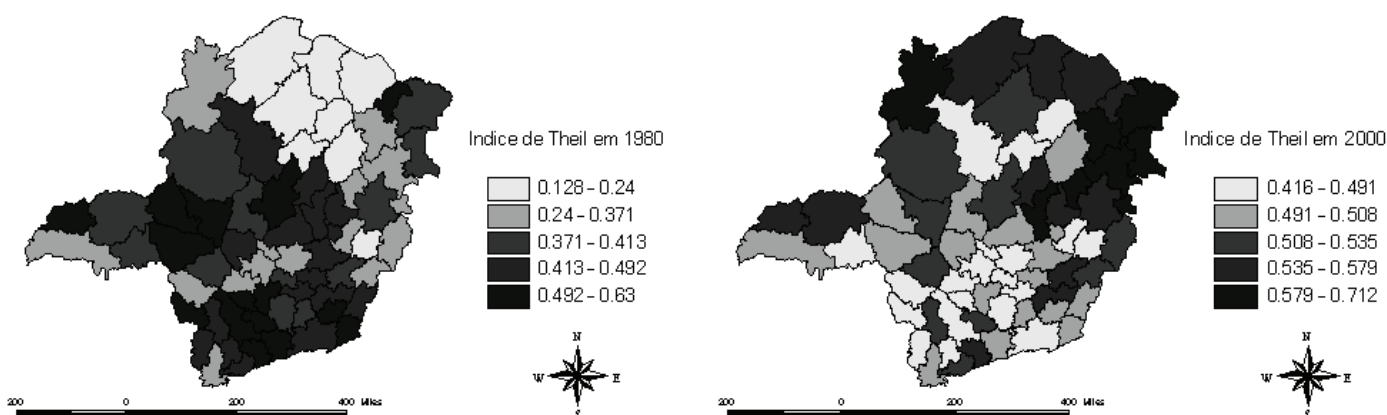 Indice de Theil em 1980
0.128 – 0.24
0.24 – 0.371
0.371 – 0.413
0.413 – 0.492
0.492 – 0.63
N
W E
S
200 0 200 400 Miles
Indice de Theil em 2000
0.416 – 0.491
0.491 – 0.508
0.508 – 0.535
0.535 – 0.579
0.579 – 0.712
N
W E
S
200 0 200 400 Miles